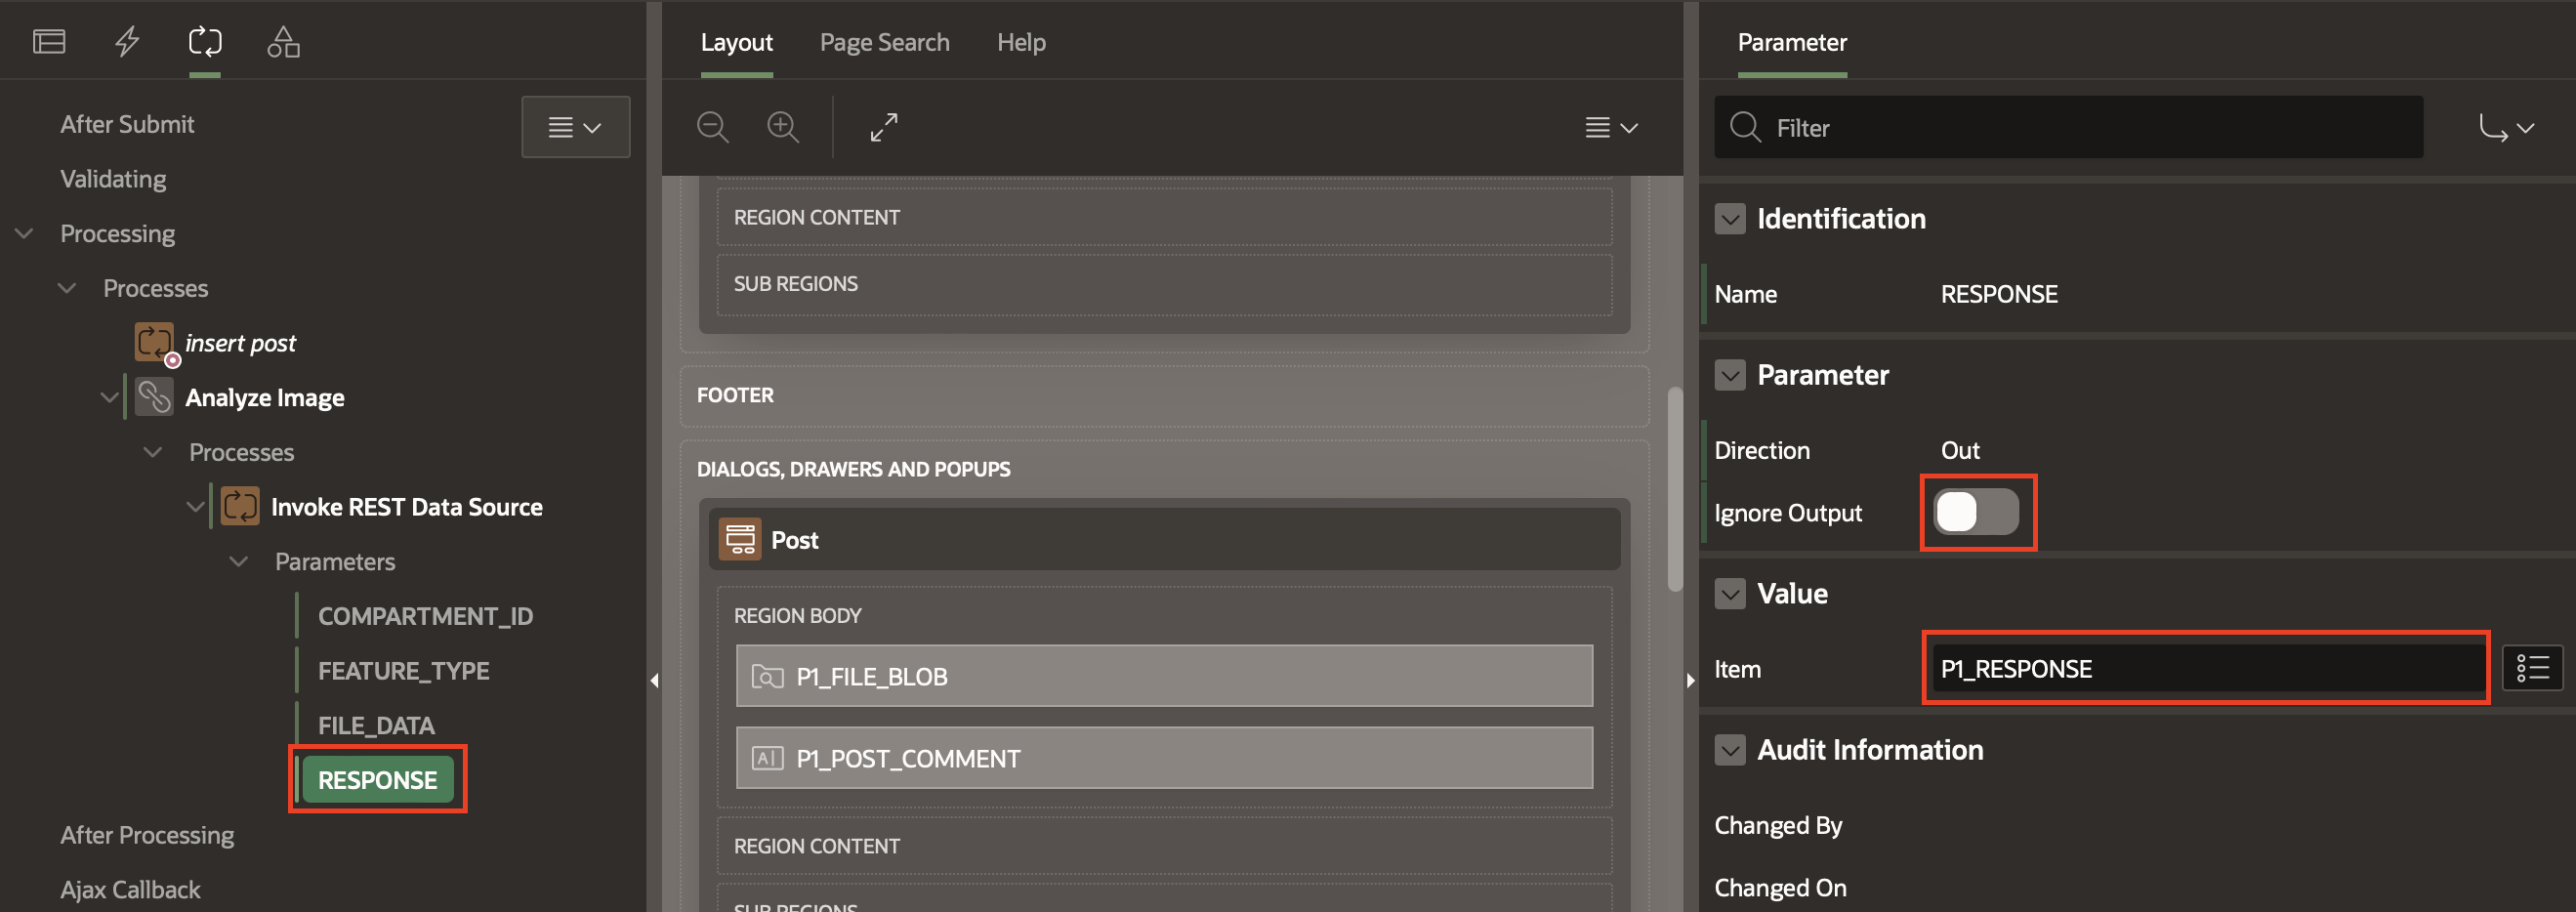 After Submit
Validating
Processing
Processes
insert post
Analyze Image
Processes
Invoke REST Data Source
Parameters
COMPARTMENT_ID
FEATURE_TYPE
FILE_DATA
RESPONSE
After Processing
Ajax Callback
Layout Page Search Help
REGION CONTENT
SUB REGIONS
FOOTER
DIALOGS, DRAWERS AND POPUPS
Post
REGION BODY
P1_FILE_BLOB
P1_POST_COMMENT
REGION CONTENT
SUB REGIONS
Parameter
Filter
Identification
Name RESPONSE
Parameter
Direction Out
Ignore Output
Value
Item P1_RESPONSE
Audit Information
Changed By
Changed On